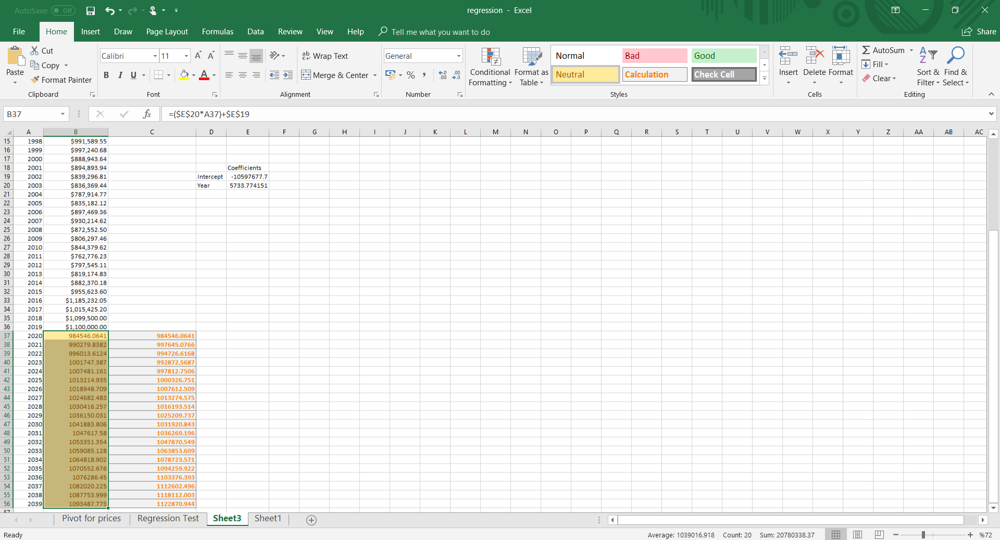 AutoSave Off
regression - Excel
File Home Insert Draw Page Layout Formulas Data Review View Help Tell me what you want to do Share
Paste
Cut
Copy
Format Painter
Clipboard
Calibri 11
B I U
Font
Wrap Text
Merge & Center
Alignment
General
Number
Conditional Formatting
Format as Table
Normal Bad Good
Neutral Calculation Check Cell
Styles
Insert Delete Format
Cells
AutoSum
Fill
Clear
Sort & Filter
Find & Select
Editing
B37 fx =($E$20*A37)+$E$19
A B C D E F G H I J K L M N O P Q R S T U V W X Y Z AA AB AC
15 1998 $991,589.55
16 1999 $997,240.68
17 2000 $888,943.64
18 2001 $894,893.94 Coefficients
19 2002 $839,296.81 Intercept -10597677.7
20 2003 $836,369.44 Year 5733.774151
21 2004 $787,914.77
22 2005 $835,182.12
23 2006 $897,469.36
24 2007 $930,214.62
25 2008 $872,552.50
26 2009 $806,297.46
27 2010 $844,379.62
28 2011 $762,776.23
29 2012 $797,545.11
30 2013 $819,174.83
31 2014 $882,370.18
32 2015 $955,623.60
33 2016 $1,185,232.05
34 2017 $1,015,425.20
35 2018 $1,099,500.00
36 2019 $1,100,000.00
37 2020 984546.0641 984546.0641
38 2021 990279.8382 997645.0766
39 2022 996013.6124 994726.6168
40 2023 1001747.387 992872.5687
41 2024 1007481.161 997812.7506
42 2025 1013214.935 1000326.751
43 2026 1018948.709 1007612.509
44 2027 1024682.483 1013274.575
45 2028 1030416.257 1016193.514
46 2029 1036150.031 1025209.737
47 2030 1041883.806 1031920.843
48 2031 1047617.58 1036269.196
49 2032 1053351.354 1047870.549
50 2033 1059085.128 1063853.609
51 2034 1064818.902 1078723.571
52 2035 1070552.676 1094259.922
53 2036 1076286.45 1103376.393
54 2037 1082020.225 1112602.496
55 2038 1087753.999 1118112.003
56 2039 1093487.773 1122870.944
57
Pivot for prices Regression Test Sheet3 Sheet1
Ready Average: 1039016.918 Count: 20 Sum: 20780338.37 %72